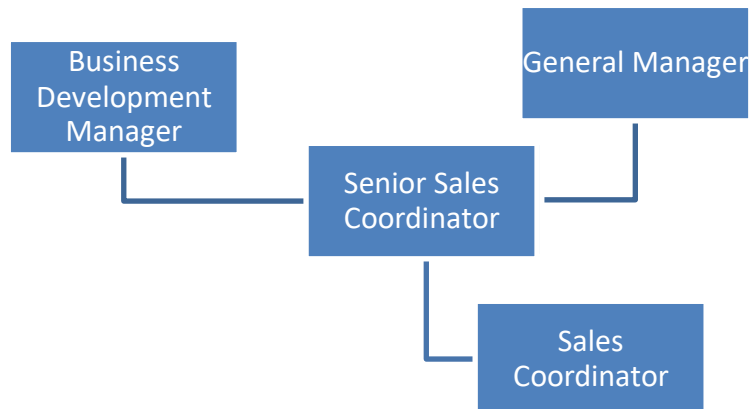 Business
Development
Manager
General Manager
Senior Sales
Coordinator
Sales
Coordinator